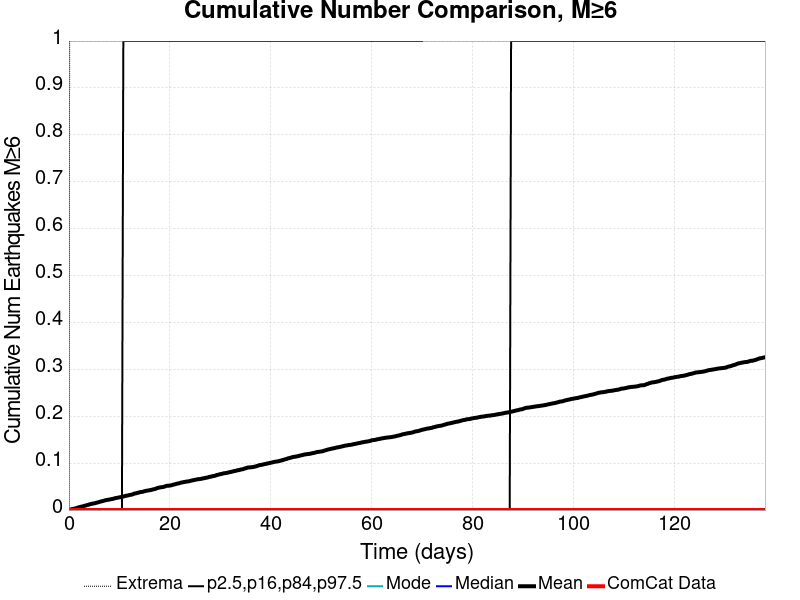 Cumulative Number Comparison, M≥6
Cumulative Num Earthquakes M≥6
1
0.9
0.8
0.7
0.6
0.5
0.4
0.3
0.2
0.1
0
0 20 40 60 80 100 120
Time (days)
Extrema p2.5,p16,p84,p97.5 Mode Median Mean ComCat Data